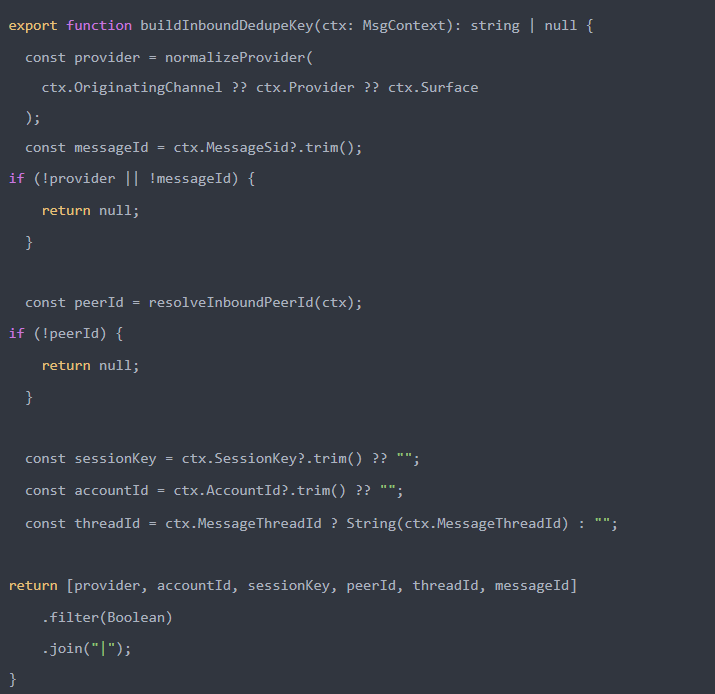 export function buildInboundDedupeKey(ctx: MsgContext): string | null {
  const provider = normalizeProvider(
    ctx.OriginatingChannel ?? ctx.Provider ?? ctx.Surface
  );
  const messageId = ctx.MessageSid?.trim();
if (!provider || !messageId) {
    return null;
  }
  const peerId = resolveInboundPeerId(ctx);
if (!peerId) {
    return null;
  }
  const sessionKey = ctx.SessionKey?.trim() ?? "";
  const accountId = ctx.AccountId?.trim() ?? "";
  const threadId = ctx.MessageThreadId ? String(ctx.MessageThreadId) : "";
return [provider, accountId, sessionKey, peerId, threadId, messageId]
    .filter(Boolean)
    .join("|");
}